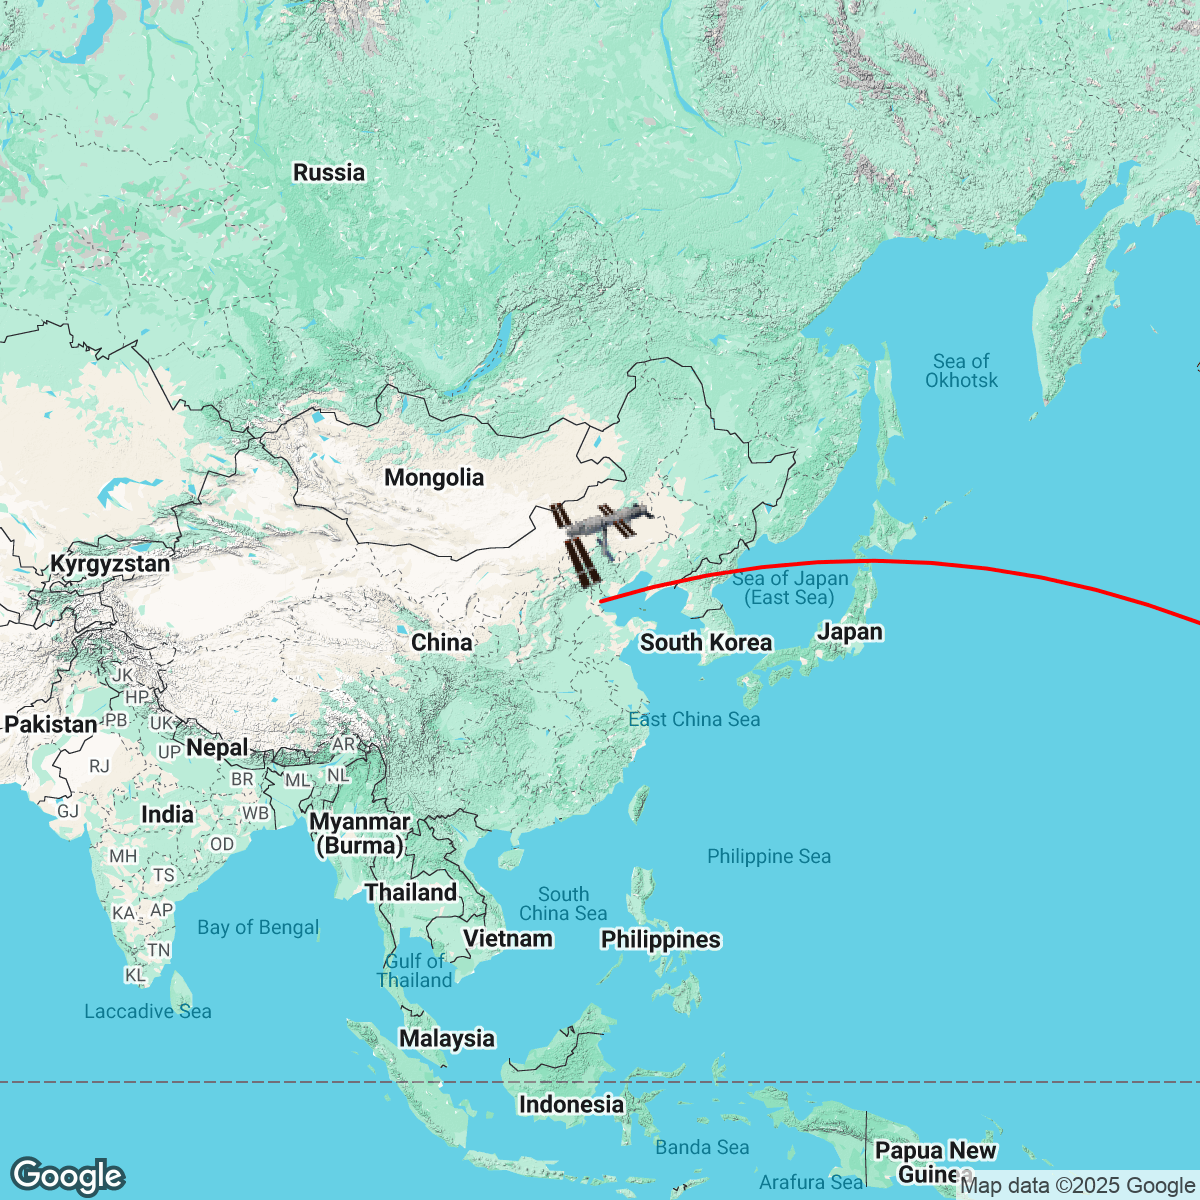 Russia
Sea of
Okhotsk
Mongolia
Kyrgyzstan
Sea of Japan
(East Sea)
China
South Korea
Japan
JK
HP
PB
UK
Pakistan
East China Sea
Nepal
AR
UP
RJ
BR
ML
NL
GJ
India
WB
Myanmar
(Burma)
OD
MH
Philippine Sea
TS
Thailand
South
China Sea
KA
AP
Bay of Bengal
Vietnam
Philippines
TN
Gulf of
Thailand
KL
Laccadive Sea
Malaysia
Indonesia
Banda Sea
Papua New
Guinea
Arafura Sea
Google
Map data ©2025 Google